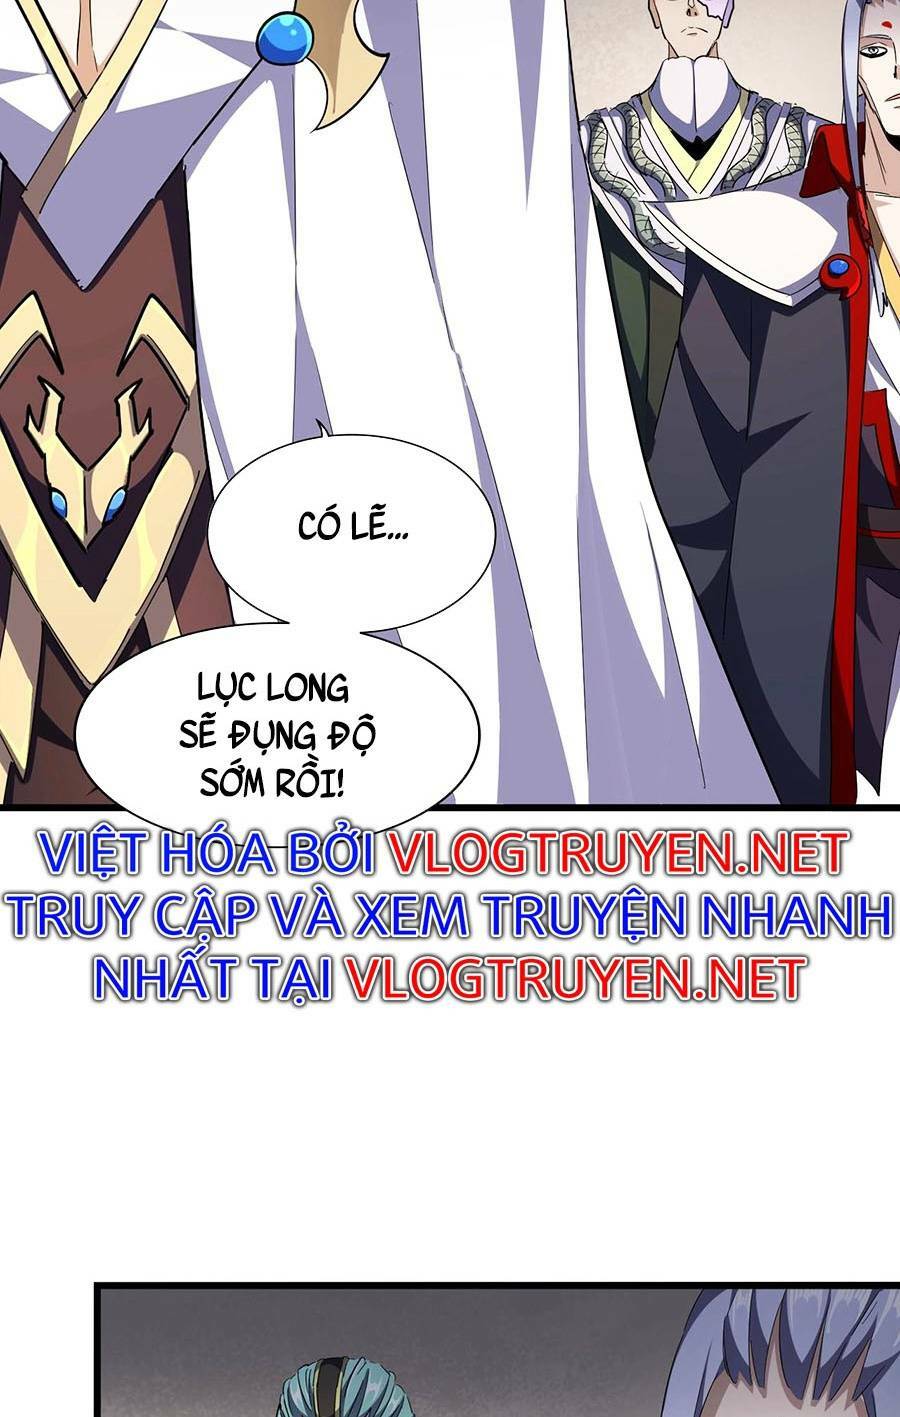 CÓ LẼ...
LỤC LONG
SẼ ĐỤNG ĐỘ
SỚM RỒI!
VIỆT HÓA BỞI VLOGTRUYEN.NET
TRUY CẬP VÀ XEM TRUYỆN NHANH
NHẤT TẠI VLOGTRUYEN.NET